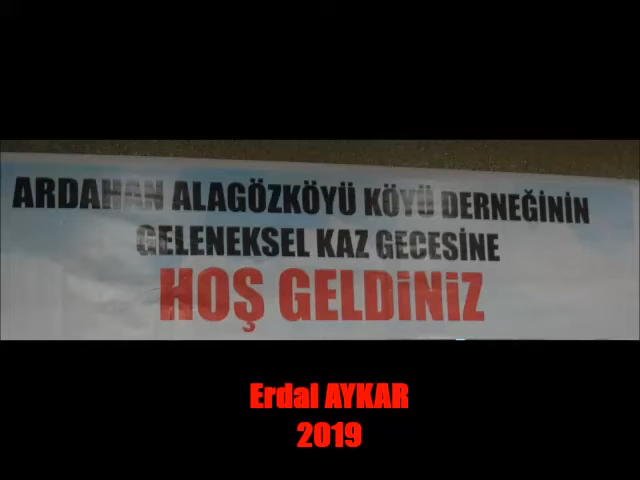 ARDAHAN ALAGÖZKÖYÜ KÖYÜ DERNEĞİNİN
GELENEKSEL KAZ GECESİNE
HOŞ GELDİNİZ
Erdal AYKAR
2019